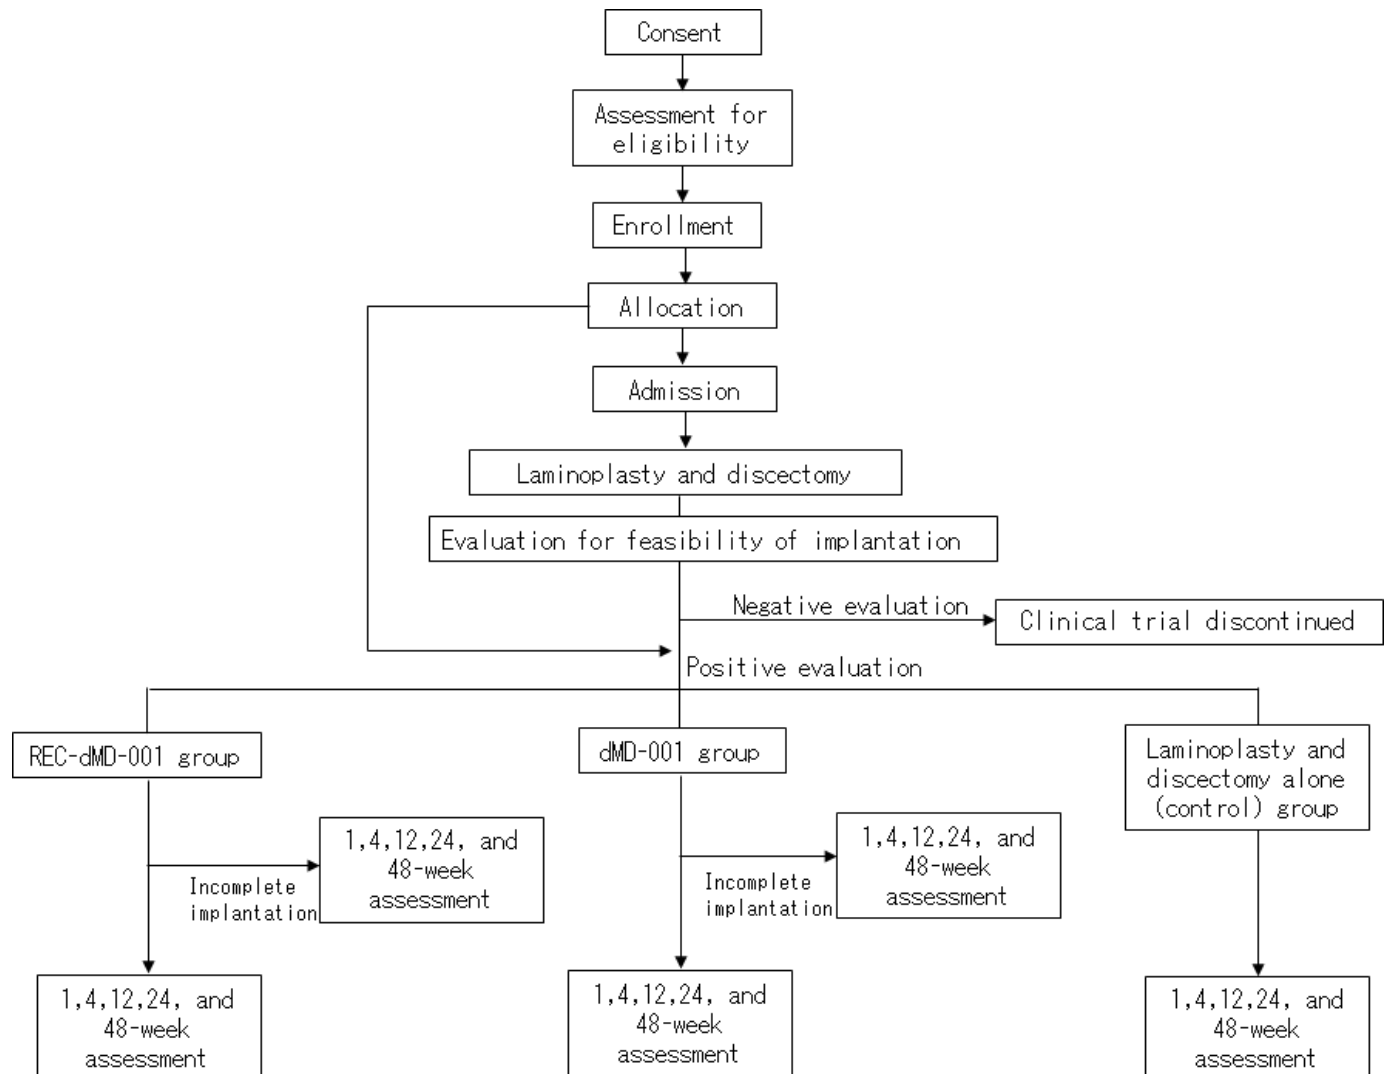 Consent
Assessment for
eligibility
Enrollment
Allocation
Admission
Laminoplasty and discectomy
Evaluation for feasibility of implantation
Negative evaluation
Clinical trial discontinued
Positive evaluation
REC-dMD-001 group
dMD-001 group
Laminoplasty and
discectomy alone
(control) group
1,4,12,24, and
48-week
assessment
Incomplete
implantation
1,4,12,24, and
48-week
assessment
Incomplete
implantation
1,4,12,24, and
48-week
assessment
1,4,12,24, and
48-week
assessment
1,4,12,24, and
48-week
assessment